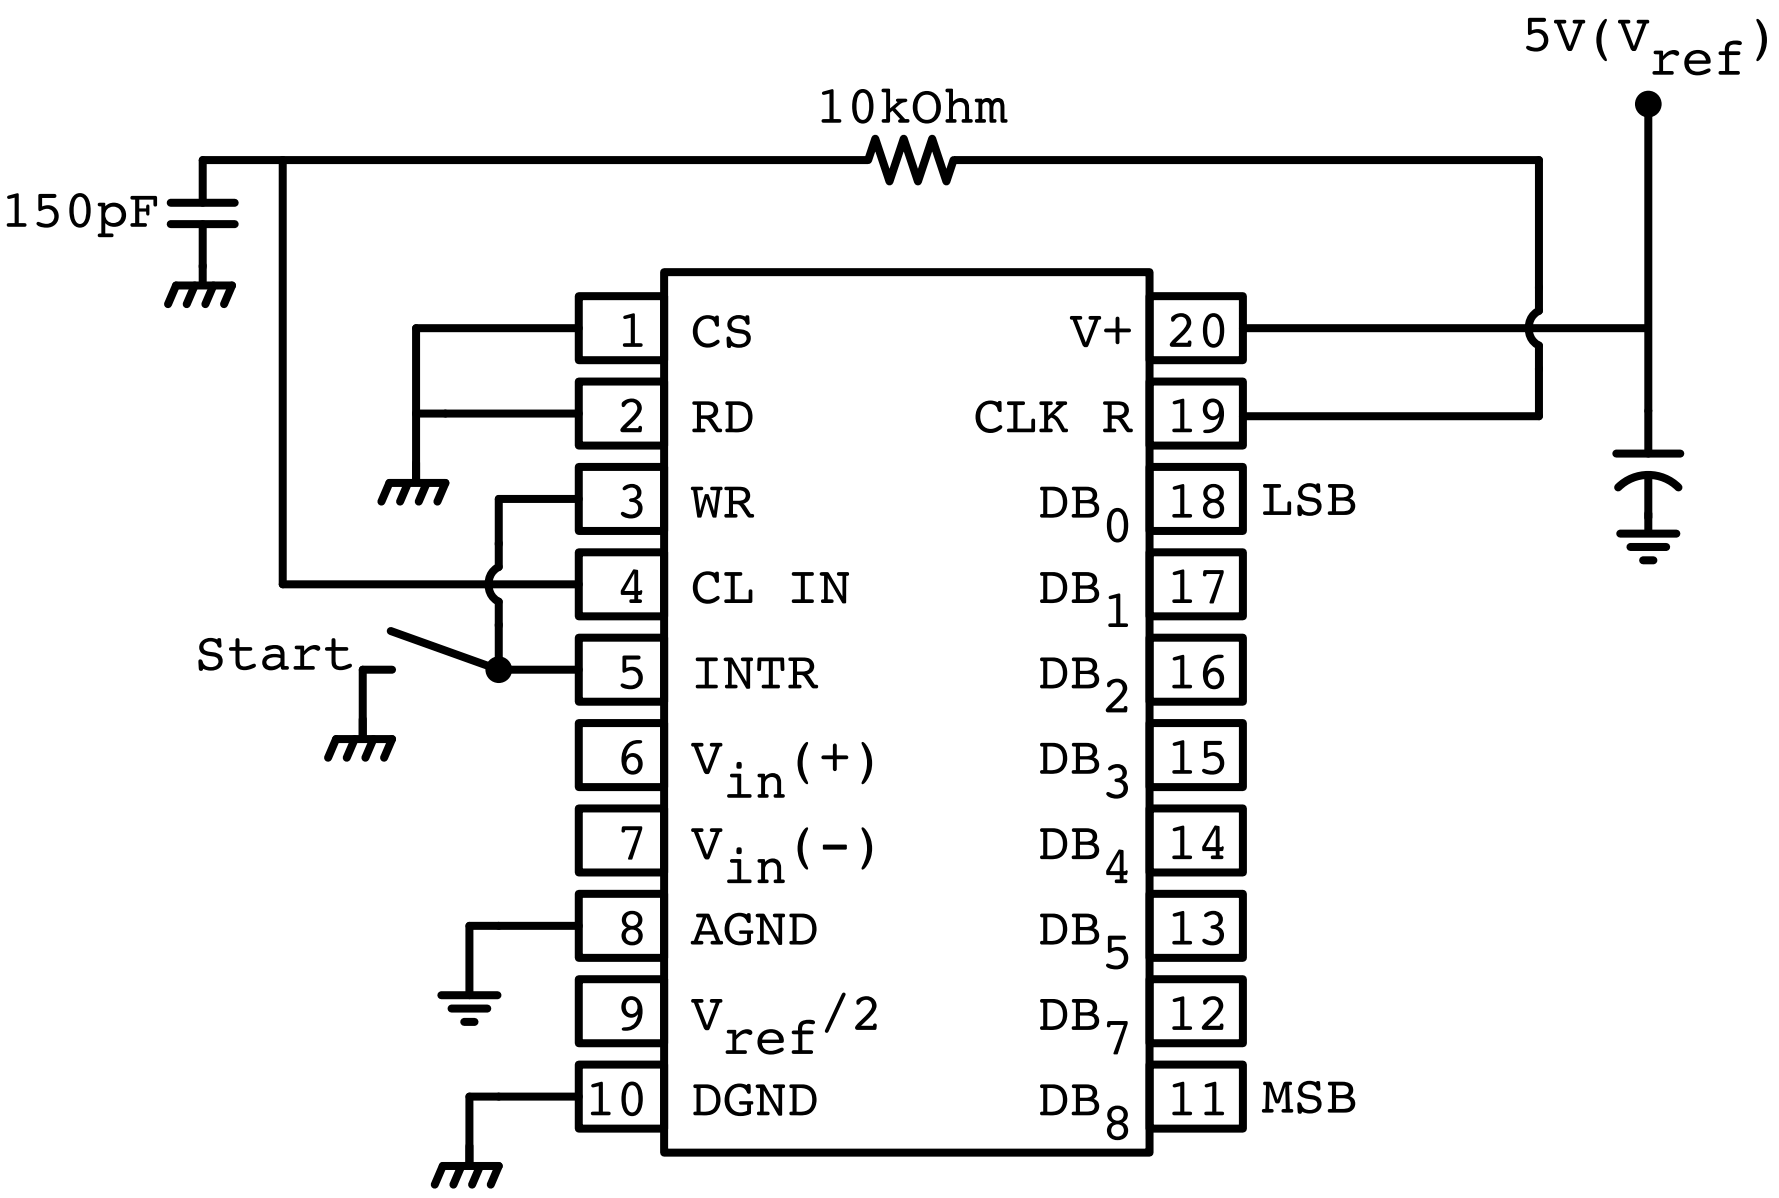 5V(Vref)
10kOhm
150pF
1 CS V+ 20
2 RD CLK R 19
3 WR DB0 18 LSB
4 CL IN DB1 17
Start 5 INTR DB2 16
6 Vin(+) DB3 15
7 Vin(-) DB4 14
8 AGND DB5 13
9 Vref/2 DB7 12
10 DGND DB8 11 MSB